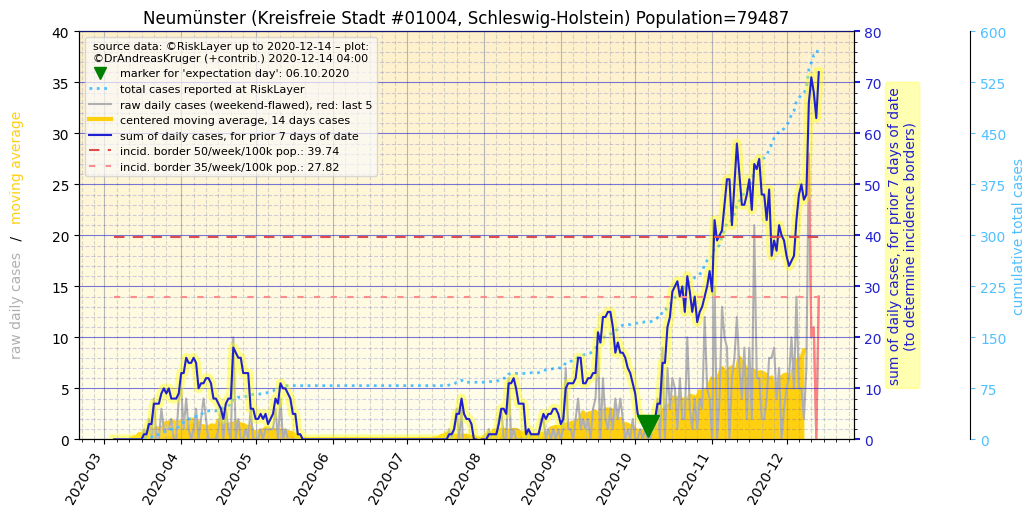 Neumünster (Kreisfreie Stadt #01004, Schleswig-Holstein) Population=79487
source data: ©RiskLayer up to 2020-12-14 – plot:
©DrAndreasKruger (+contrib.) 2020-12-14 04:00
marker for 'expectation day': 06.10.2020
total cases reported at RiskLayer
raw daily cases (weekend-flawed), red: last 5
centered moving average, 14 days cases
sum of daily cases, for prior 7 days of date
incid. border 50/week/100k pop.: 39.74
incid. border 35/week/100k pop.: 27.82
raw daily cases / moving average
40
35
30
25
20
15
10
5
0
80
70
60
50
40
30
20
10
0
sum of daily cases, for prior 7 days of date
(to determine incidence borders)
600
525
450
375
300
225
150
75
0
cumulative total cases
2020-03
2020-04
2020-05
2020-06
2020-07
2020-08
2020-09
2020-10
2020-11
2020-12